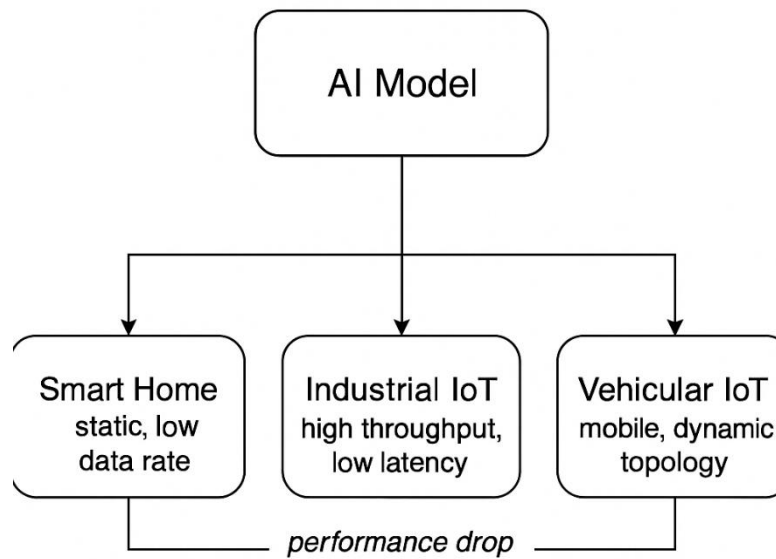 AI Model
Smart Home
static, low
data rate
Industrial IoT
high throughput,
low latency
Vehicular IoT
mobile, dynamic
topology
performance drop